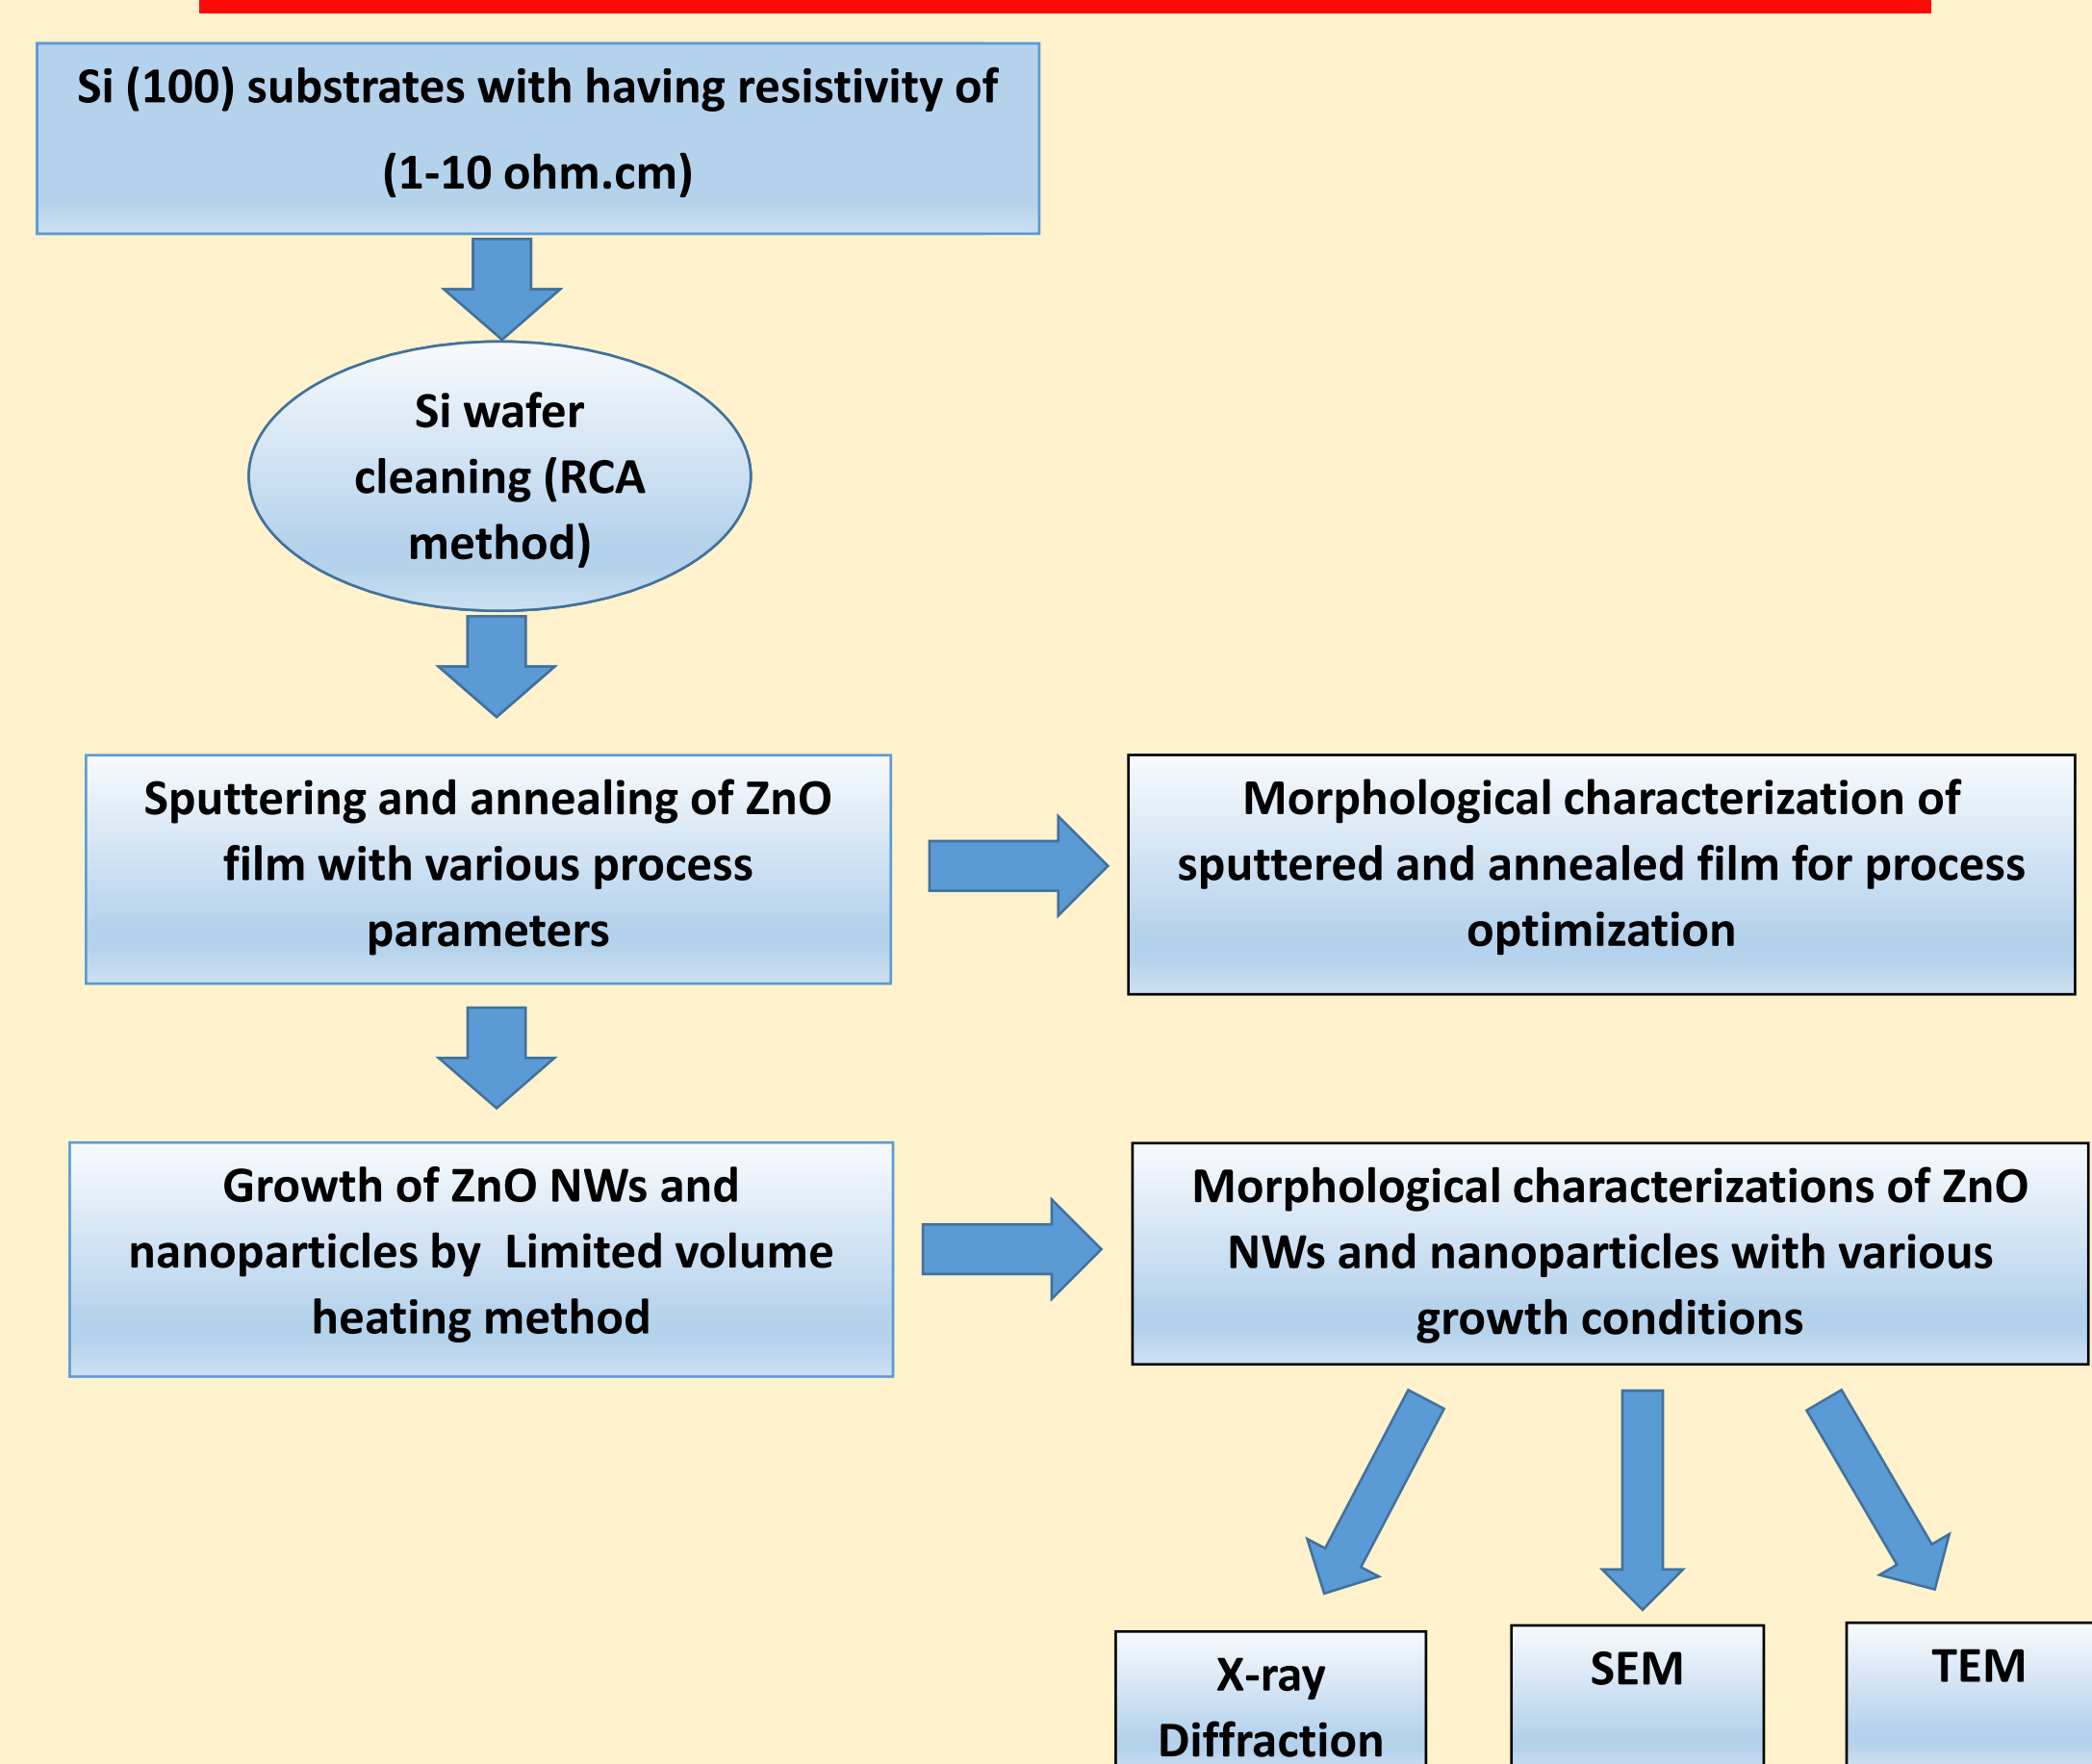 Si (100) substrates with having resistivity of
(1-10 ohm.cm)
Si wafer
cleaning (RCA
method)
Sputtering and annealing of ZnO
film with various process
parameters
Morphological characterization of
sputtered and annealed film for process
optimization
Growth of ZnO NWs and
nanoparticles by  Limited volume
heating method
Morphological characterizations of ZnO
NWs and nanoparticles with various
growth conditions
X-ray
Diffraction
SEM
TEM